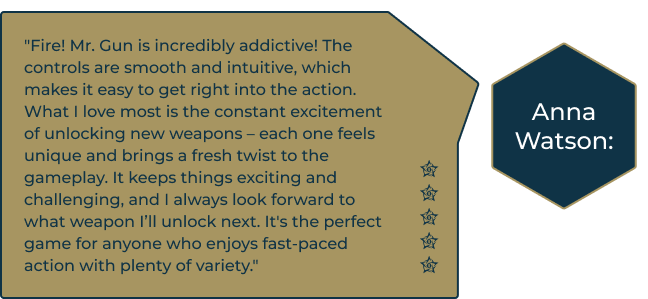 "Fire! Mr. Gun is incredibly addictive! The
controls are smooth and intuitive, which
makes it easy to get right into the action.
What I love most is the constant excitement
of unlocking new weapons – each one feels
unique and brings a fresh twist to the
gameplay. It keeps things exciting and
challenging, and I always look forward to
what weapon I’ll unlock next. It's the perfect
game for anyone who enjoys fast-paced
action with plenty of variety."
Anna
Watson: